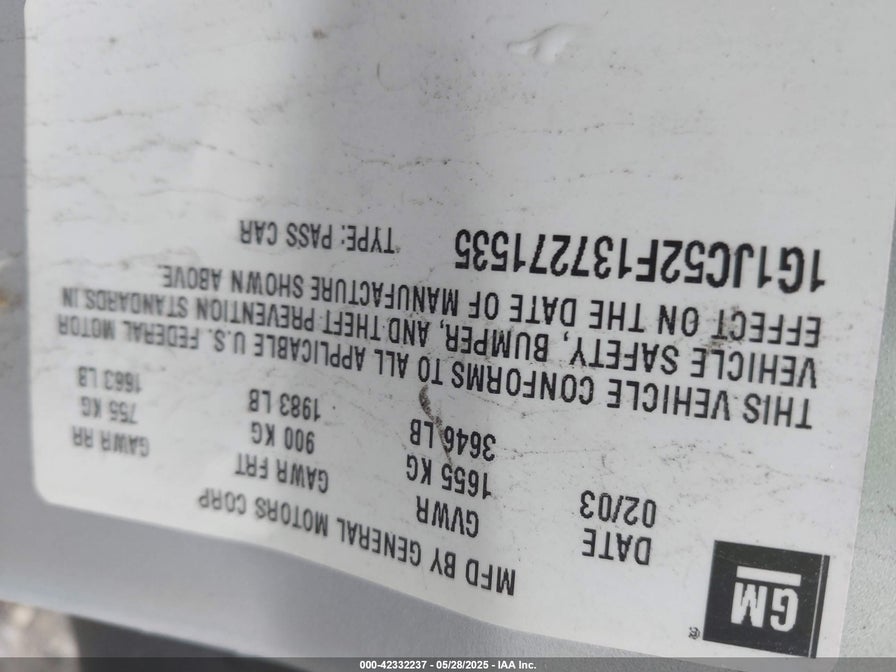 GM
®
MFD BY GENERAL MOTORS CORP
DATE GVWR GAWR FRT GAWR RR
02/03 1655 KG 900 KG 755 KG
3646 LB 1983 LB 1663 LB
THIS VEHICLE CONFORMS TO ALL APPLICABLE U.S. FEDERAL MOTOR
VEHICLE SAFETY, BUMPER, AND THEFT PREVENTION STANDARDS IN
EFFECT ON THE DATE OF MANUFACTURE SHOWN ABOVE.
1G1JC52F137271535 TYPE: PASS CAR
000-42332237 - 05/28/2025 - IAA Inc.